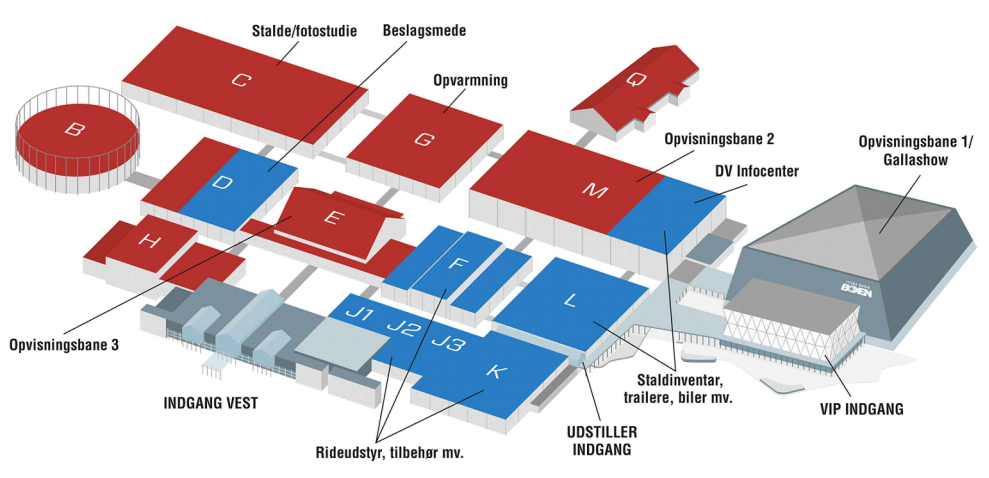 Stalde/fotostudie
Beslagsmede
Opvarmning
Opvisningsbane 2
DV Infocenter
Opvisningsbane 1/
Gallashow
C
Q
B
G
D
M
E
H
F
L
BOXEN
J1 J2 J3
K
Opvisningsbane 3
INDGANG VEST
Rideudstyr, tilbehør mv.
UDSTILLER
INDGANG
Staldinventar,
trailere, biler mv.
VIP INDGANG